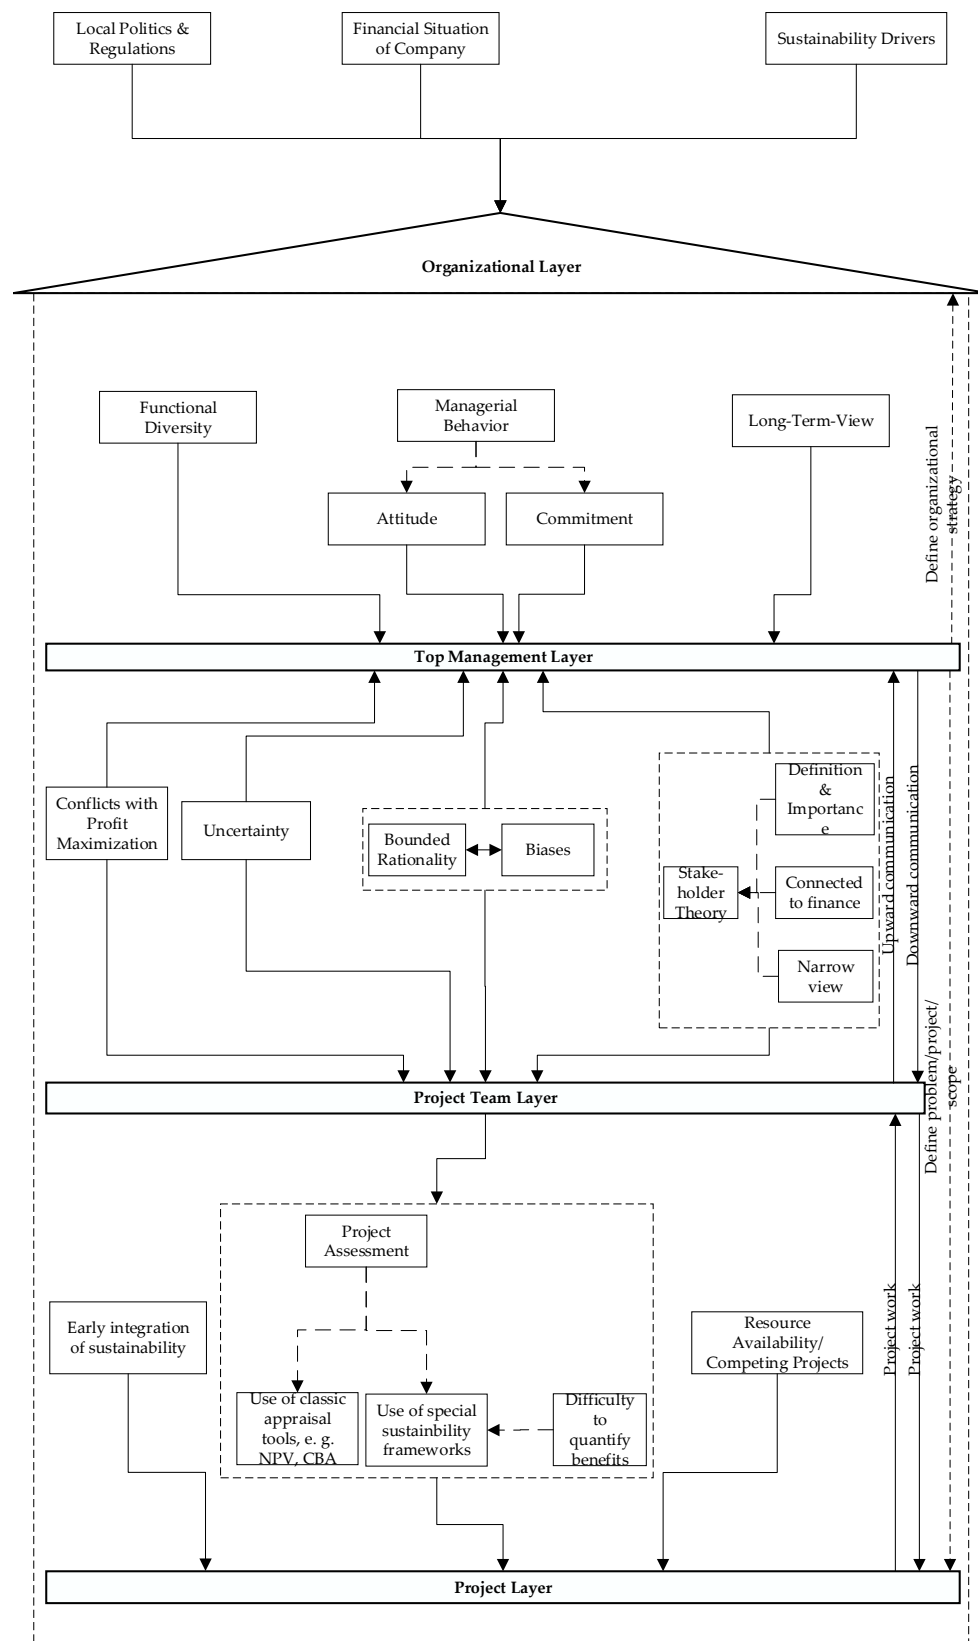 Local Politics &
Regulations
Financial Situation
of Company
Sustainability Drivers
Organizational Layer
Functional
Diversity
Managerial
Behavior
Long-Term-View
Attitude
Commitment
Define organizational
strategy
Top Management Layer
Conflicts with
Profit
Maximization
Uncertainty
Bounded
Rationality
Biases
Definition
&
Importanc
e
Stake-
holder
Theory
Connected
to finance
Narrow
view
Upward communication
Downward communication
Define problem/project/
scope
Project Team Layer
Project
Assessment
Early integration
of sustainability
Resource
Availability/
Competing Projects
Use of classic
appraisal
tools, e. g.
NPV, CBA
Use of special
sustainbility
frameworks
Difficulty
to
quantify
benefits
Project work
Project work
Project Layer